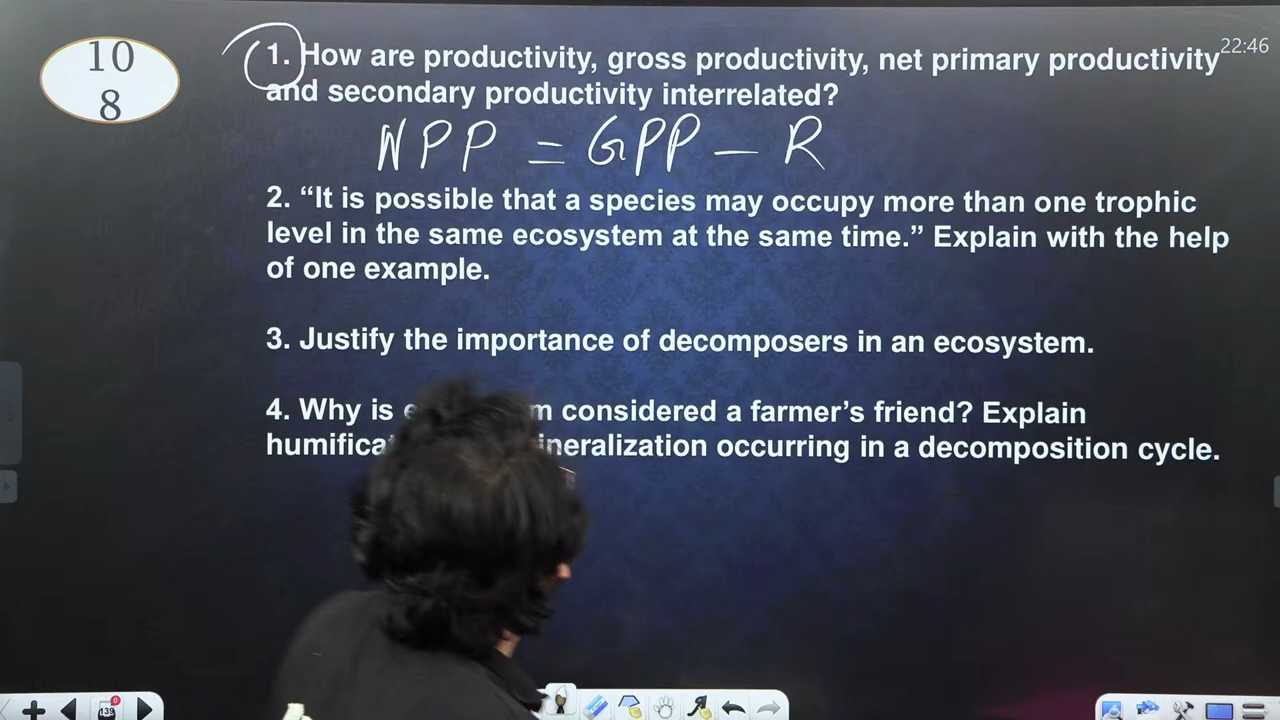 10
8
22:46
1. How are productivity, gross productivity, net primary productivity
and secondary productivity interrelated?
NPP = GPP - R
2. “It is possible that a species may occupy more than one trophic
level in the same ecosystem at the same time.” Explain with the help
of one example.
3. Justify the importance of decomposers in an ecosystem.
4. Why is considered a farmer’s friend? Explain
occurring in a decomposition cycle.
139